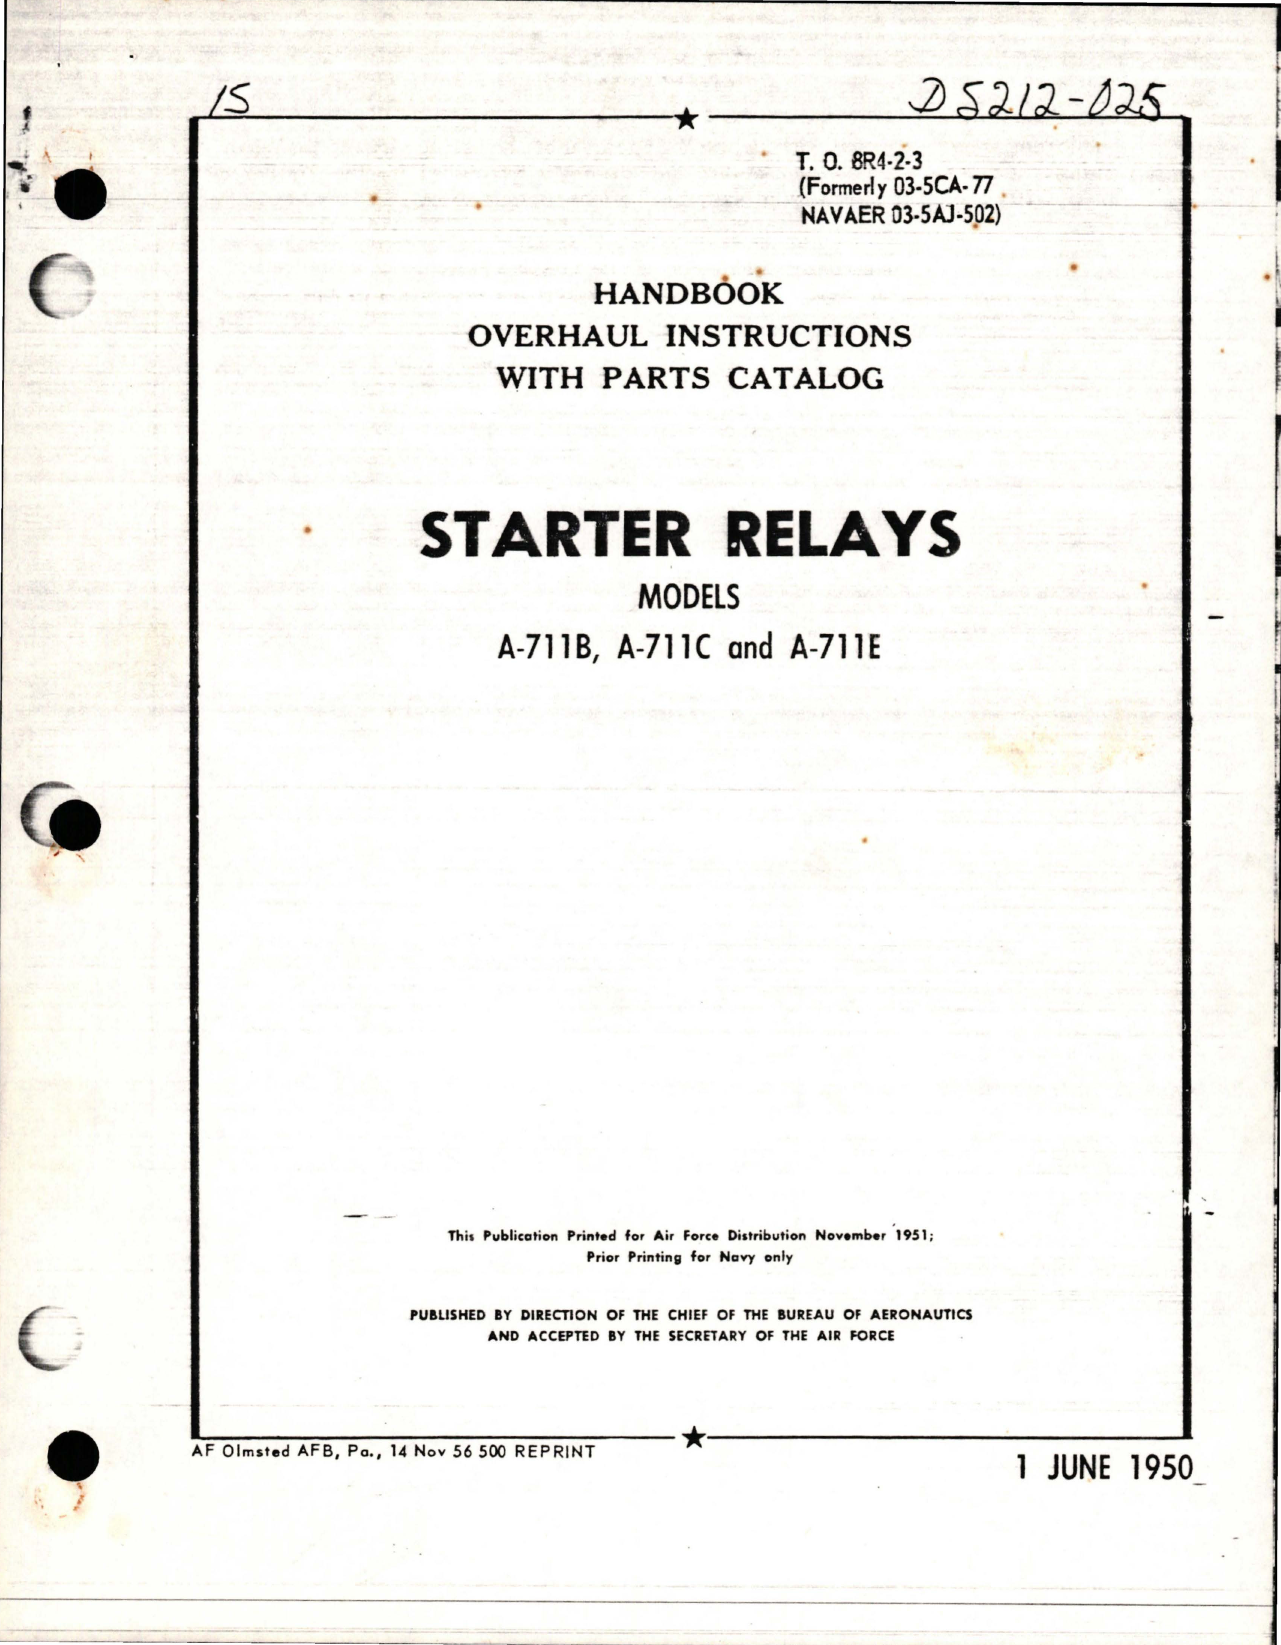 15
D5212-025
T. O. 8R4-2-3
(Formerly 03-5CA-77
NAVAER 03-5AJ-502)
HANDBOOK
OVERHAUL INSTRUCTIONS
WITH PARTS CATALOG
STARTER RELAYS
MODELS
A-711B, A-711C and A-711E
This Publication Printed for Air Force Distribution November 1951;
Prior Printing for Navy only
PUBLISHED BY DIRECTION OF THE CHIEF OF THE BUREAU OF AERONAUTICS
AND ACCEPTED BY THE SECRETARY OF THE AIR FORCE
AF Olmsted AFB, Pa., 14 Nov 56 500 REPRINT
1 JUNE 1950